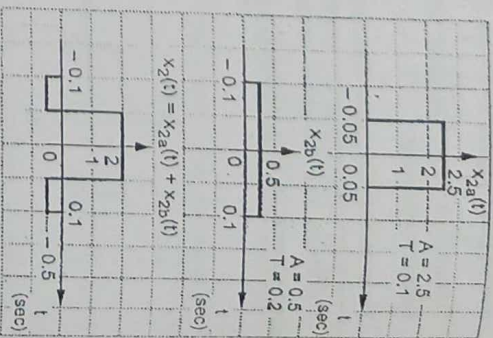 x₂ₐ(t)
2.5
2
1
A = 2.5
T = 0.1
– 0.05
0.05
t
(sec)
x₂b(t)
0.5
A = 0.5
T = 0.2
– 0.1
0
0.1
t
(sec)
x₂(t) = x₂ₐ(t) + x₂b(t)
2
1
– 0.1
0
0.1
– 0.5
t
(sec)